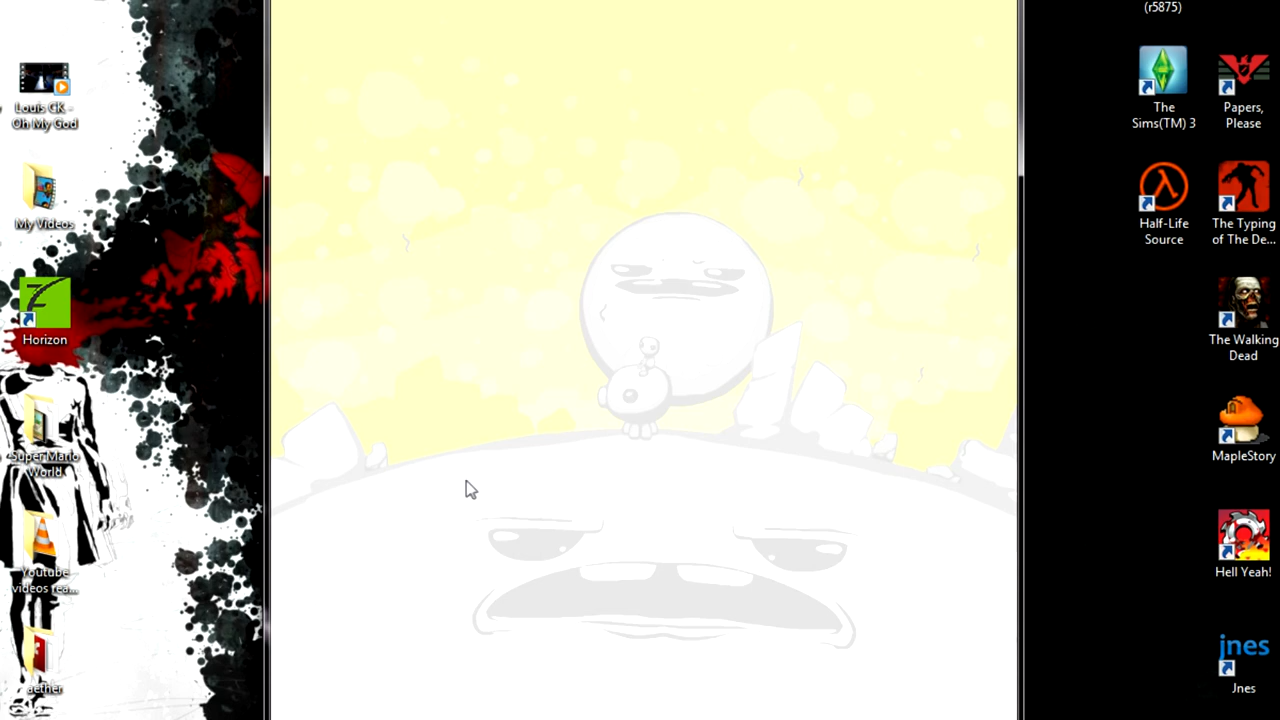 (r5875)
Louis CK -
Oh My God
The
Sims(TM) 3
Papers,
Please
My Videos
Half-Life
Source
The Typing
of The De...
Horizon
The Walking
Dead
Super Mario
World
MapleStory
Youtube
videos rea...
Hell Yeah!
jnes
aether
Jnes